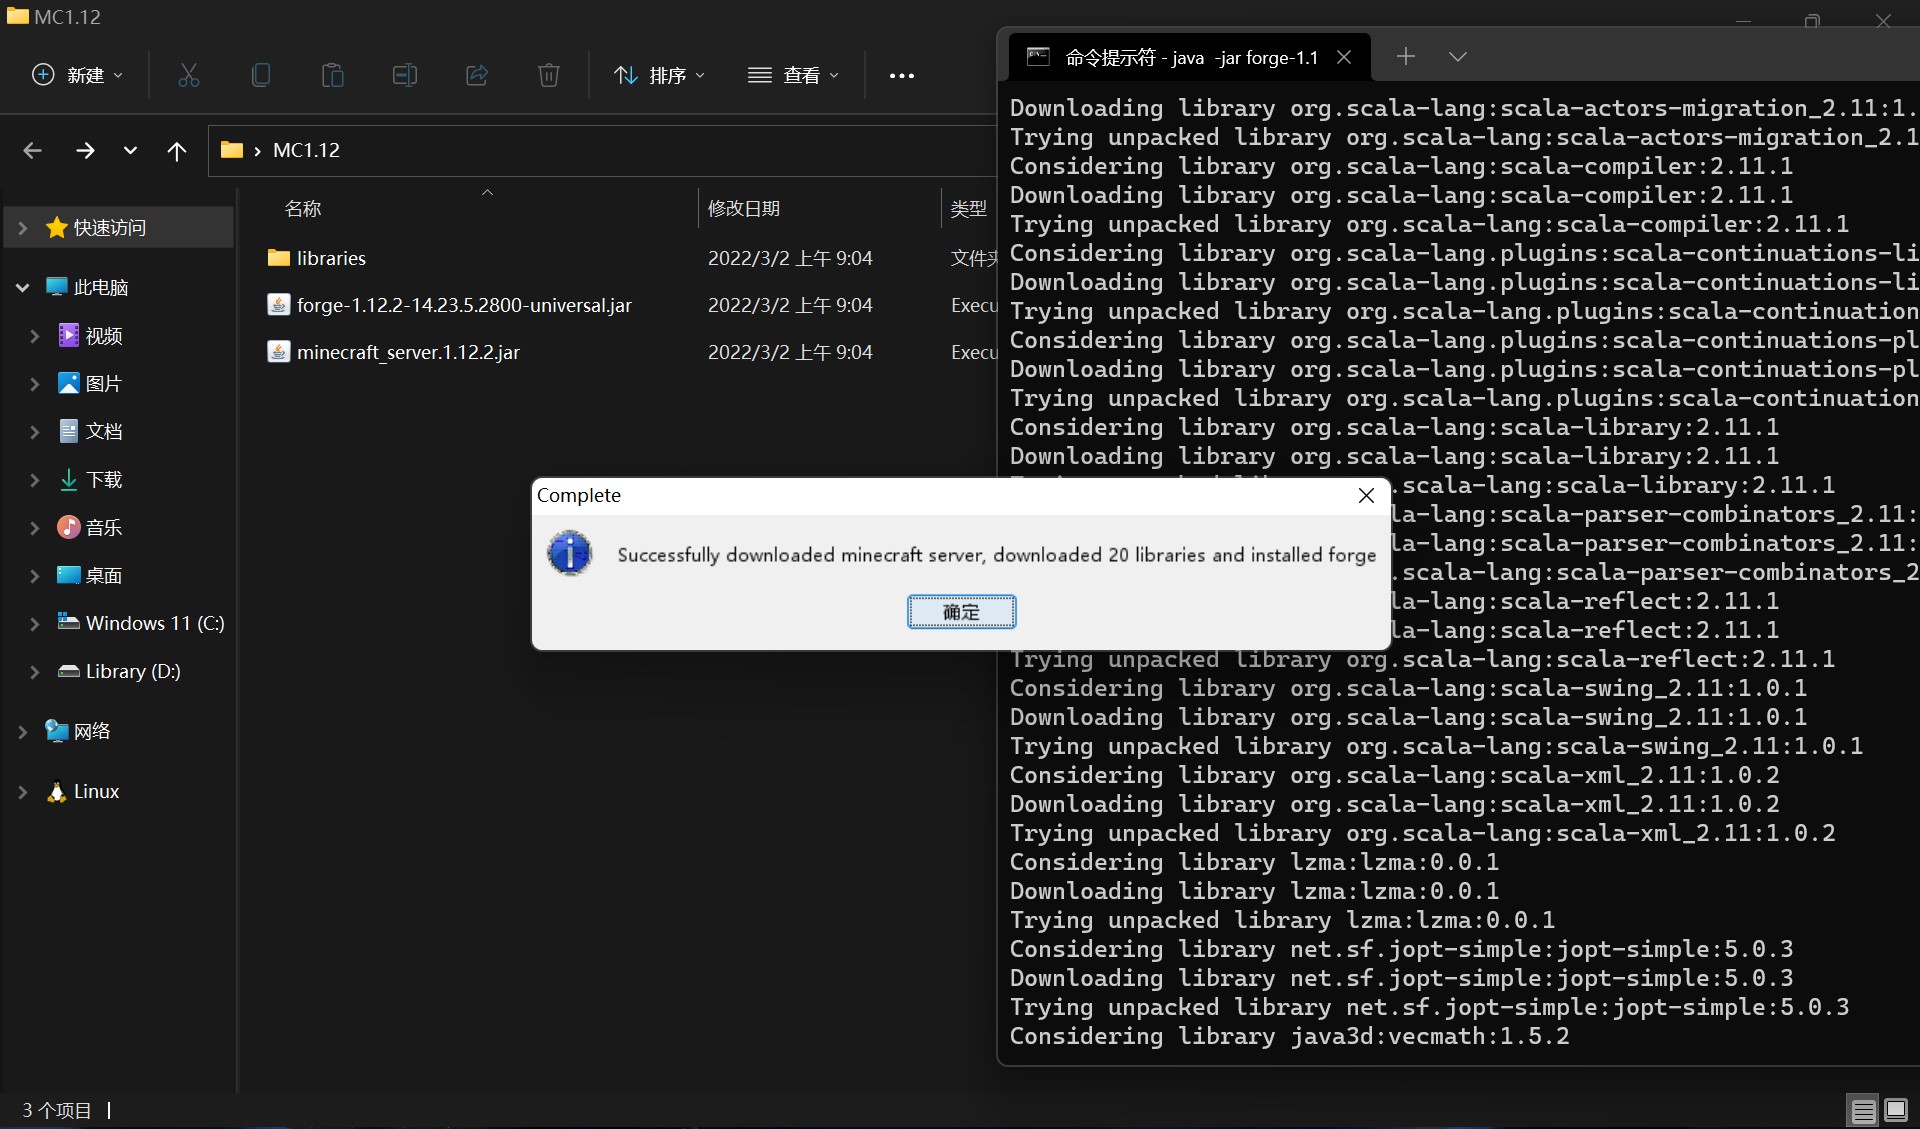 MC1.12
新建
排序
查看
MC1.12
名称
修改日期
类型
快速访问
此电脑
视频
图片
文档
下载
音乐
桌面
Windows 11 (C:)
Library (D:)
网络
Linux
libraries 2022/3/2 上午 9:04 文件夹
forge-1.12.2-14.23.5.2800-universal.jar 2022/3/2 上午 9:04 Execu
minecraft_server.1.12.2.jar 2022/3/2 上午 9:04 Execu
3 个项目
命令提示符 - java -jar forge-1.1
Downloading library org.scala-lang:scala-actors-migration_2.11:1.
Trying unpacked library org.scala-lang:scala-actors-migration_2.1
Considering library org.scala-lang:scala-compiler:2.11.1
Downloading library org.scala-lang:scala-compiler:2.11.1
Trying unpacked library org.scala-lang:scala-compiler:2.11.1
Considering library org.scala-lang.plugins:scala-continuations-li
Downloading library org.scala-lang.plugins:scala-continuations-li
Trying unpacked library org.scala-lang.plugins:scala-continuation
Considering library org.scala-lang.plugins:scala-continuations-pl
Downloading library org.scala-lang.plugins:scala-continuations-pl
Trying unpacked library org.scala-lang.plugins:scala-continuation
Considering library org.scala-lang:scala-library:2.11.1
Downloading library org.scala-lang:scala-library:2.11.1
.scala-lang:scala-library:2.11.1
la-lang:scala-parser-combinators_2.11:
la-lang:scala-parser-combinators_2.11:
.scala-lang:scala-parser-combinators_2
la-lang:scala-reflect:2.11.1
la-lang:scala-reflect:2.11.1
Trying unpacked library org.scala-lang:scala-reflect:2.11.1
Considering library org.scala-lang:scala-swing_2.11:1.0.1
Downloading library org.scala-lang:scala-swing_2.11:1.0.1
Trying unpacked library org.scala-lang:scala-swing_2.11:1.0.1
Considering library org.scala-lang:scala-xml_2.11:1.0.2
Downloading library org.scala-lang:scala-xml_2.11:1.0.2
Trying unpacked library org.scala-lang:scala-xml_2.11:1.0.2
Considering library lzma:lzma:0.0.1
Downloading library lzma:lzma:0.0.1
Trying unpacked library lzma:lzma:0.0.1
Considering library net.sf.jopt-simple:jopt-simple:5.0.3
Downloading library net.sf.jopt-simple:jopt-simple:5.0.3
Trying unpacked library net.sf.jopt-simple:jopt-simple:5.0.3
Considering library java3d:vecmath:1.5.2
Complete
Successfully downloaded minecraft server, downloaded 20 libraries and installed forge
确定